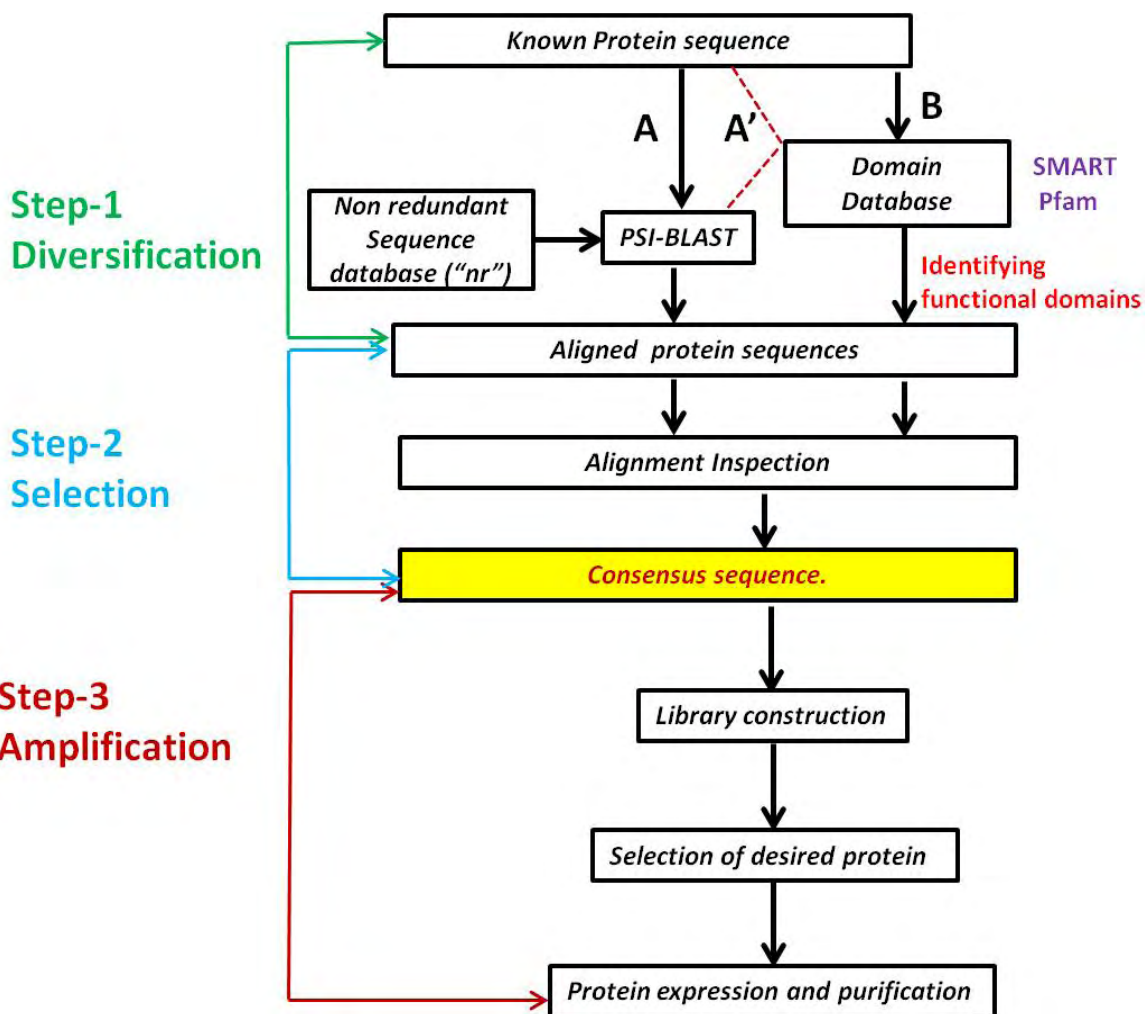 Known Protein sequence
A
A’
B
Domain
Database
SMART
Pfam
Step-1
Diversification
Non redundant
Sequence
database (“nr”)
PSI-BLAST
Identifying
functional domains
Aligned protein sequences
Step-2
Selection
Alignment Inspection
Consensus sequence.
Step-3
Amplification
Library construction
Selection of desired protein
Protein expression and purification